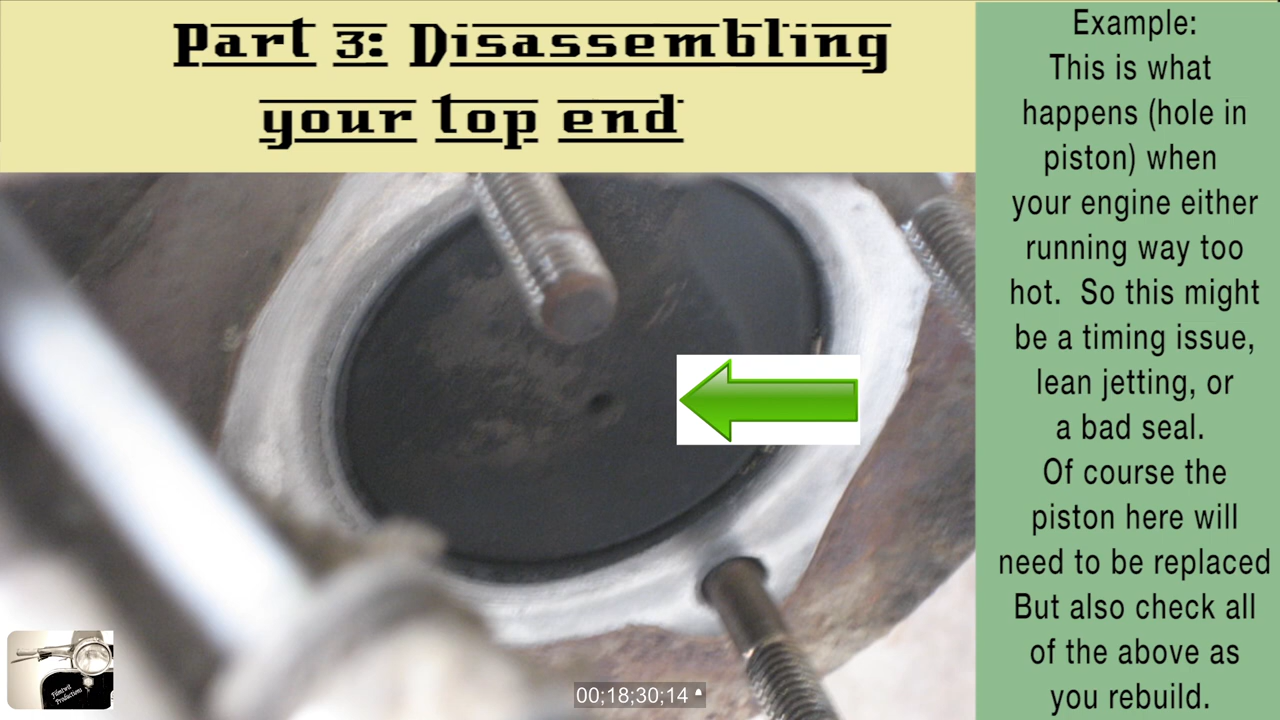 Part 3: Disassembling
your top end
Example:
This is what
happens (hole in
piston) when
your engine either
running way too
hot.  So this might
be a timing issue,
lean jetting, or
a bad seal.
Of course the
piston here will
need to be replaced
But also check all
of the above as
you rebuild.
Filmtwit
Productions
00;18;30;14